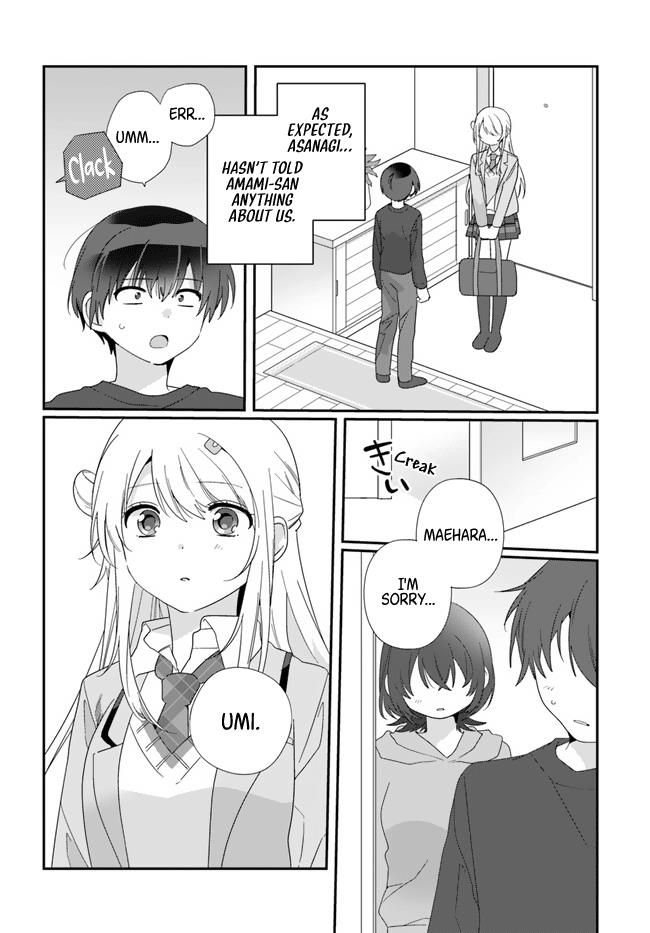 AS
EXPECTED,
ASANAGI...
HASN'T TOLD
AMAMI-SAN
ANYTHING
ABOUT US.
ERR...
UMM...
Clack
きい
Creak
MAEHARA...
I'M
SORRY...
UMI.